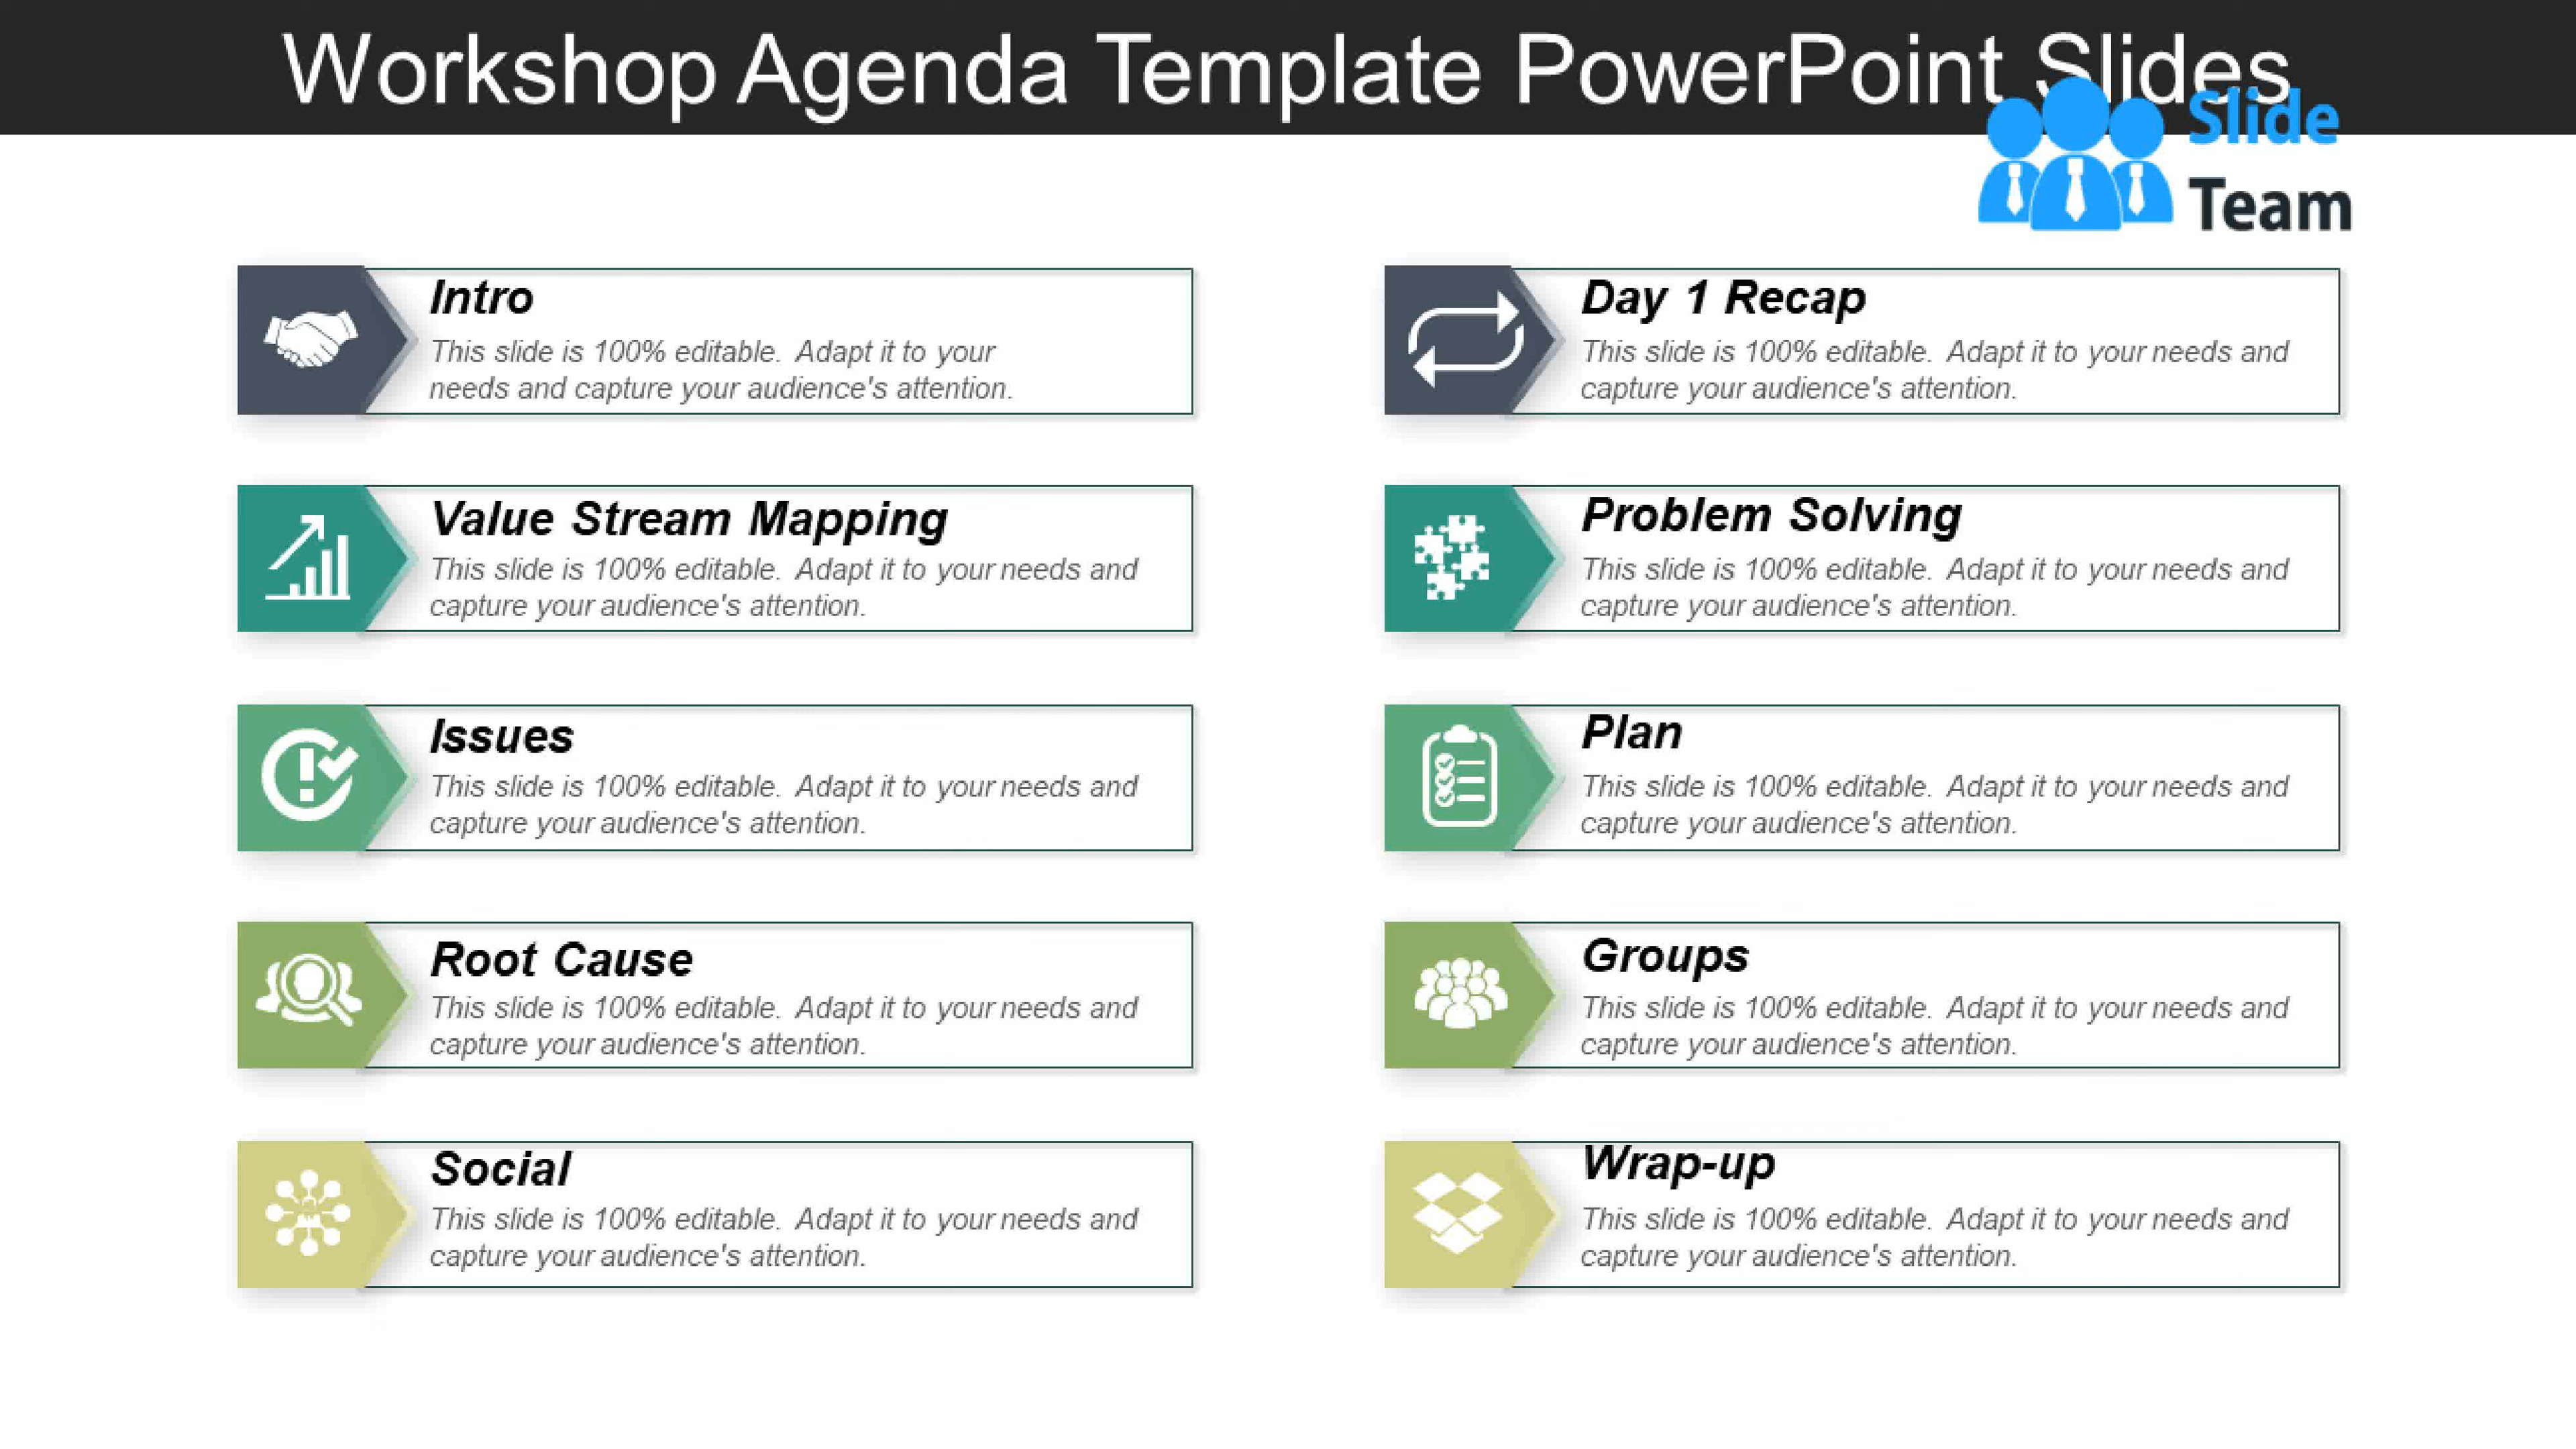 Workshop Agenda Template PowerPoint Slides
Slide
Team
Intro
This slide is 100% editable. Adapt it to your
needs and capture your audience's attention.
Value Stream Mapping
This slide is 100% editable. Adapt it to your needs and
capture your audience's attention.
Issues
This slide is 100% editable. Adapt it to your needs and
capture your audience's attention.
Root Cause
This slide is 100% editable. Adapt it to your needs and
capture your audience's attention.
Social
This slide is 100% editable. Adapt it to your needs and
capture your audience's attention.
Day 1 Recap
This slide is 100% editable. Adapt it to your needs and
capture your audience's attention.
Problem Solving
This slide is 100% editable. Adapt it to your needs and
capture your audience's attention.
Plan
This slide is 100% editable. Adapt it to your needs and
capture your audience's attention.
Groups
This slide is 100% editable. Adapt it to your needs and
capture your audience's attention.
Wrap-up
This slide is 100% editable. Adapt it to your needs and
capture your audience's attention.